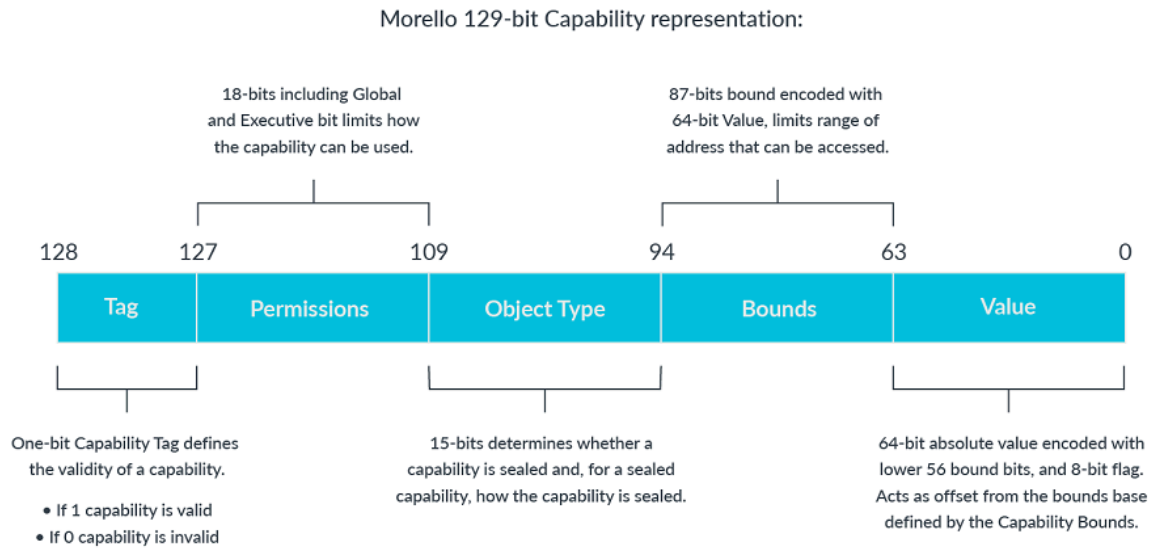 Morello 129-bit Capability representation:
18-bits including Global
and Executive bit limits how
the capability can be used.
87-bits bound encoded with
64-bit Value, limits range of
address that can be accessed.
128 127 109 94 63 0
Tag Permissions Object Type Bounds Value
One-bit Capability Tag defines
the validity of a capability.
• If 1 capability is valid
• If 0 capability is invalid
15-bits determines whether a
capability is sealed and, for a sealed
capability, how the capability is sealed.
64-bit absolute value encoded with
lower 56 bound bits, and 8-bit flag.
Acts as offset from the bounds base
defined by the Capability Bounds.